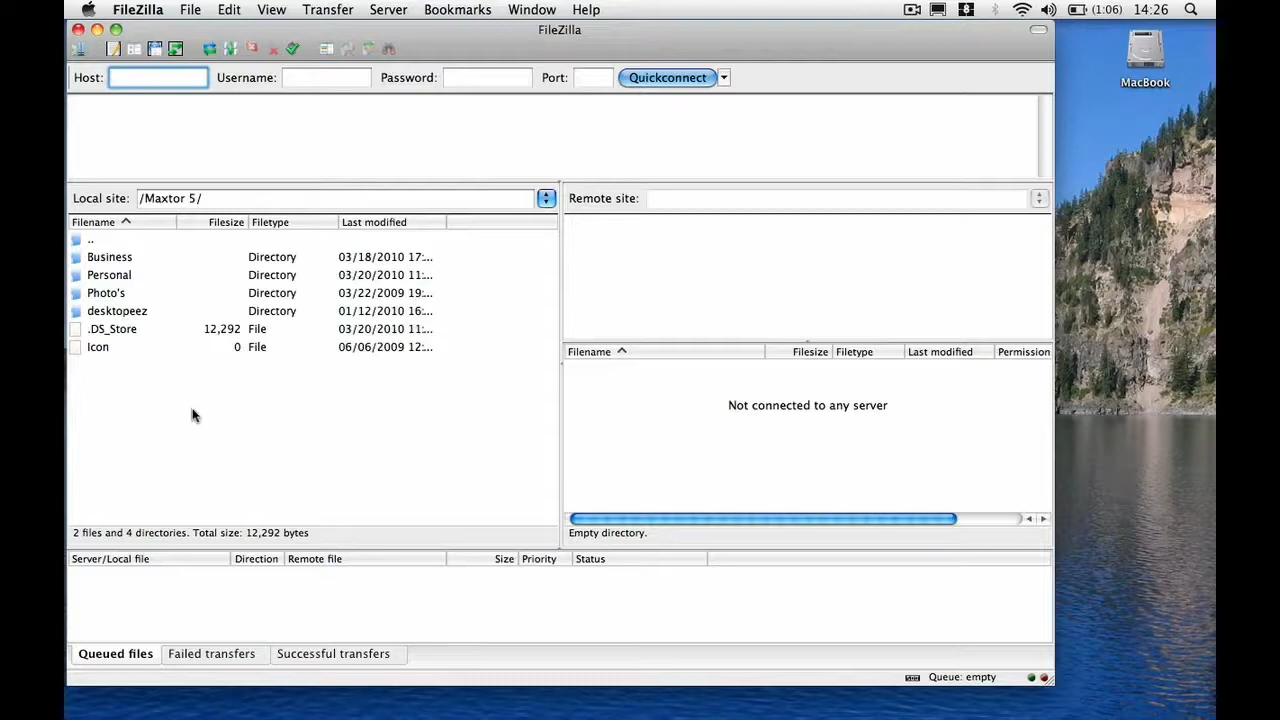 FileZilla File Edit View Transfer Server Bookmarks Window Help (1:06) 14:26
FileZilla
MacBook
Host: Username: Password: Port: Quickconnect
Local site: /Maxtor 5/
Remote site:
Filename Filesize Filetype Last modified
..
Business Directory 03/18/2010 17:...
Personal Directory 03/20/2010 11:...
Photo's Directory 03/22/2009 19:...
desktopeez Directory 01/12/2010 16:...
.DS_Store 12,292 File 03/20/2010 11:...
Icon 0 File 06/06/2009 12:...
2 files and 4 directories. Total size: 12,292 bytes
Filename Filesize Filetype Last modified Permission
Not connected to any server
Empty directory.
Server/Local file Direction Remote file Size Priority Status
Queued files Failed transfers Successful transfers
Queue: empty